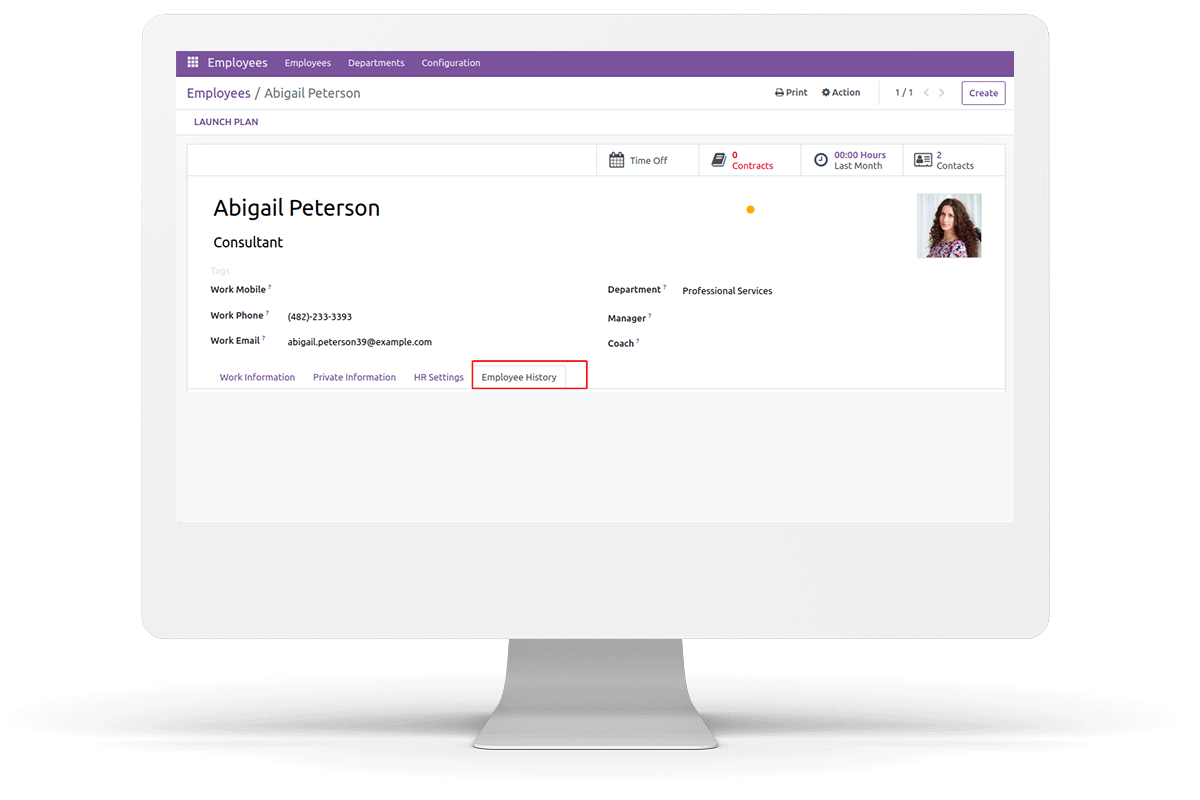 Employees Employees Departments Configuration
Employees / Abigail Peterson Print Action 1 / 1 Create
LAUNCH PLAN
Time Off 0 Contracts 00:00 Hours Last Month 2 Contacts
Abigail Peterson
Consultant
Tags
Work Mobile ? Department ? Professional Services
Work Phone ? (482)-233-3393 Manager ?
Work Email ? abigail.peterson39@example.com Coach ?
Work Information Private Information HR Settings Employee History